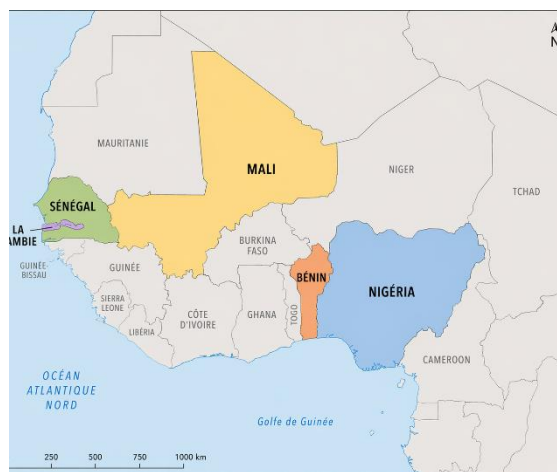 N
MAURITANIE
MALI
NIGER
TCHAD
SÉNÉGAL
LA
AMBIE
GUINÉE-
BISSAU
GUINÉE
BURKINA
FASO
BÉNIN
NIGÉRIA
SIERRA
LEONE
LIBÉRIA
CÔTE
D'IVOIRE
GHANA
TOGO
CAMEROON
OCÉAN
ATLANTIQUE
NORD
Golfe de Guinée
250 500 750 1000 km